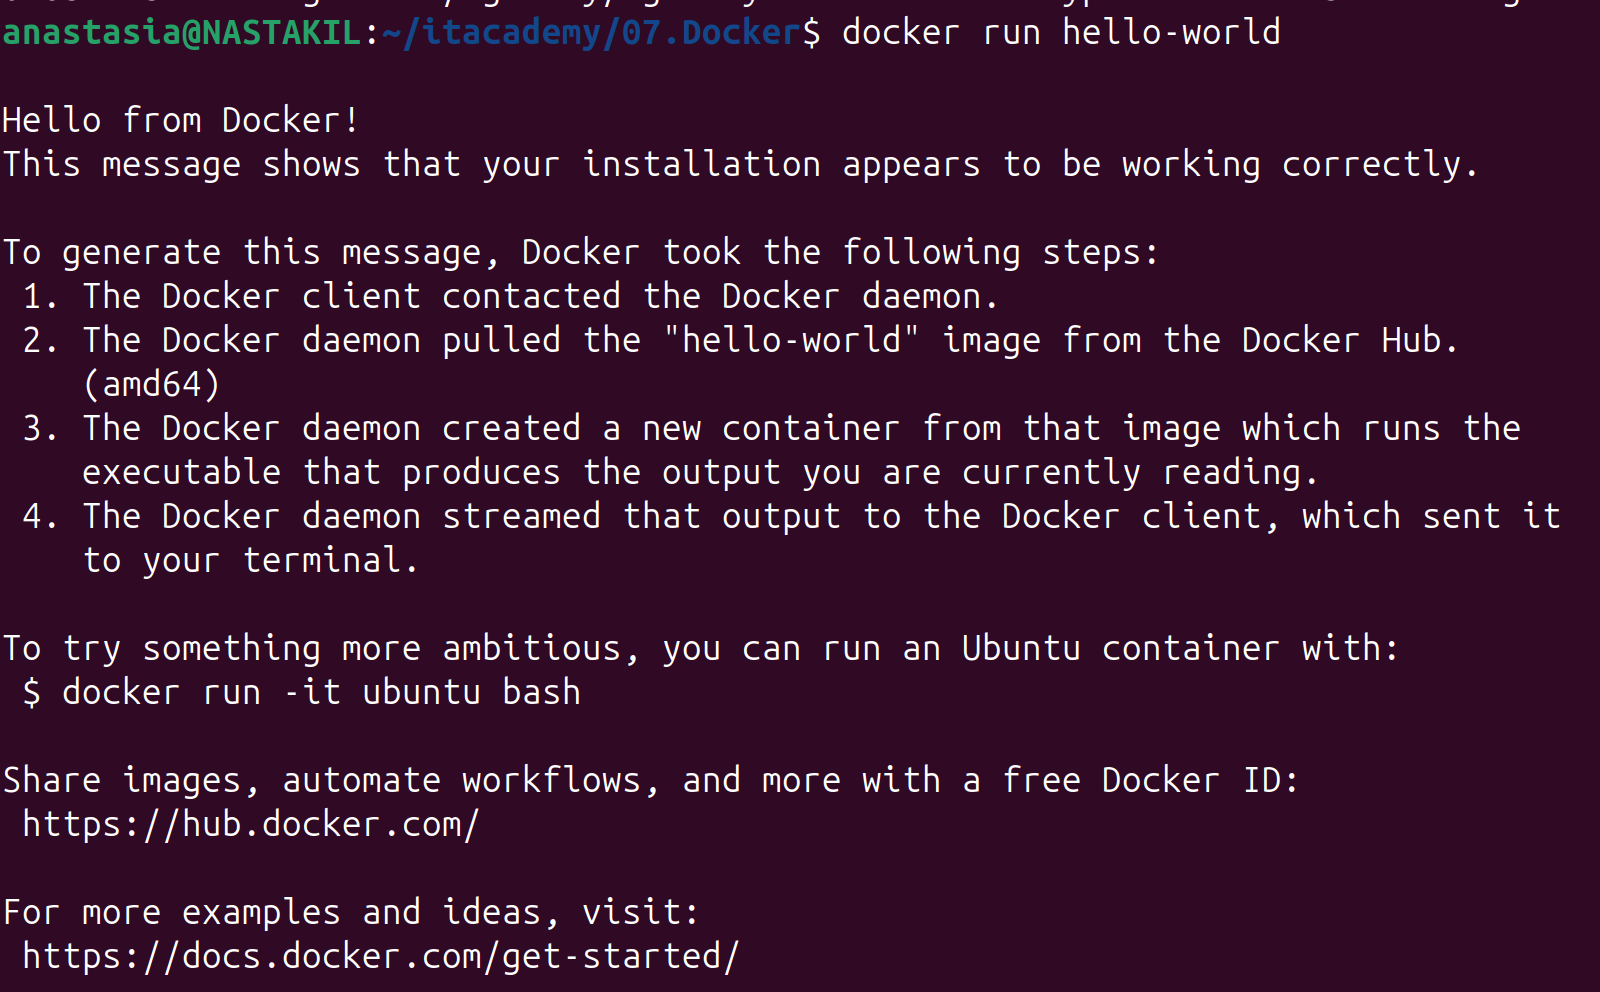 anastasia@NASTAKIL:~/itacademy/07.Docker$ docker run hello-world

Hello from Docker!
This message shows that your installation appears to be working correctly.

To generate this message, Docker took the following steps:
 1. The Docker client contacted the Docker daemon.
 2. The Docker daemon pulled the "hello-world" image from the Docker Hub.
    (amd64)
 3. The Docker daemon created a new container from that image which runs the
    executable that produces the output you are currently reading.
 4. The Docker daemon streamed that output to the Docker client, which sent it
    to your terminal.

To try something more ambitious, you can run an Ubuntu container with:
 $ docker run -it ubuntu bash

Share images, automate workflows, and more with a free Docker ID:
 https://hub.docker.com/

For more examples and ideas, visit:
 https://docs.docker.com/get-started/